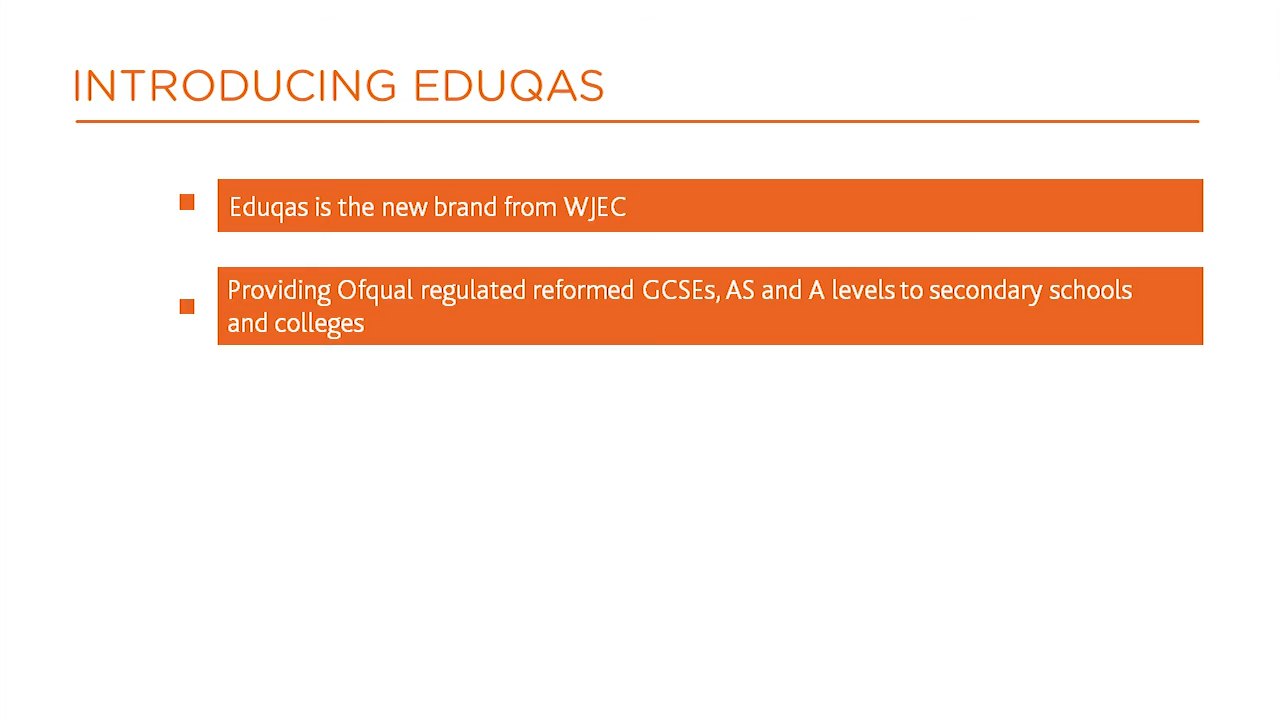 INTRODUCING EDUQAS
Eduqas is the new brand from WJEC
Providing Ofqual regulated reformed GCSEs, AS and A levels to secondary schools
and colleges